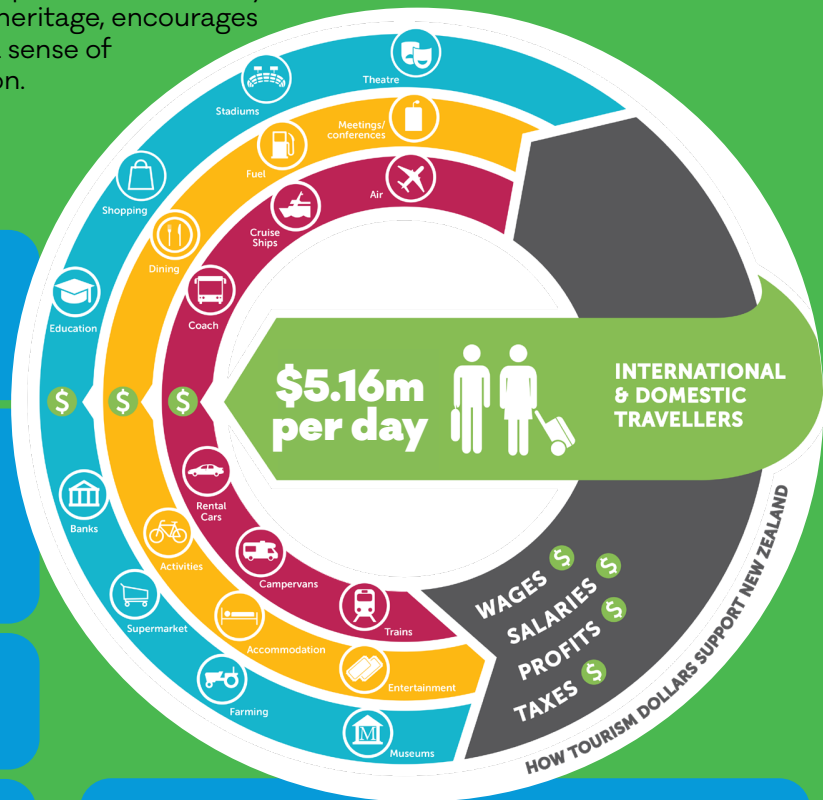 heritage, encourages
sense of
on.
Theatre
Stadiums
Meetings/
conferences
Fuel
Air
Shopping
Cruise
Ships
Dining
Coach
Education
$5.16m
per day
INTERNATIONAL
& DOMESTIC
TRAVELLERS
$
$
$
Rental
Cars
Banks
Activities
Campervans
Supermarket
Trains
Accommodation
Entertainment
Farming
M
Museums
WAGES $
SALARIES $
PROFITS $
TAXES $
HOW TOURISM DOLLARS SUPPORT NEW ZEALAND